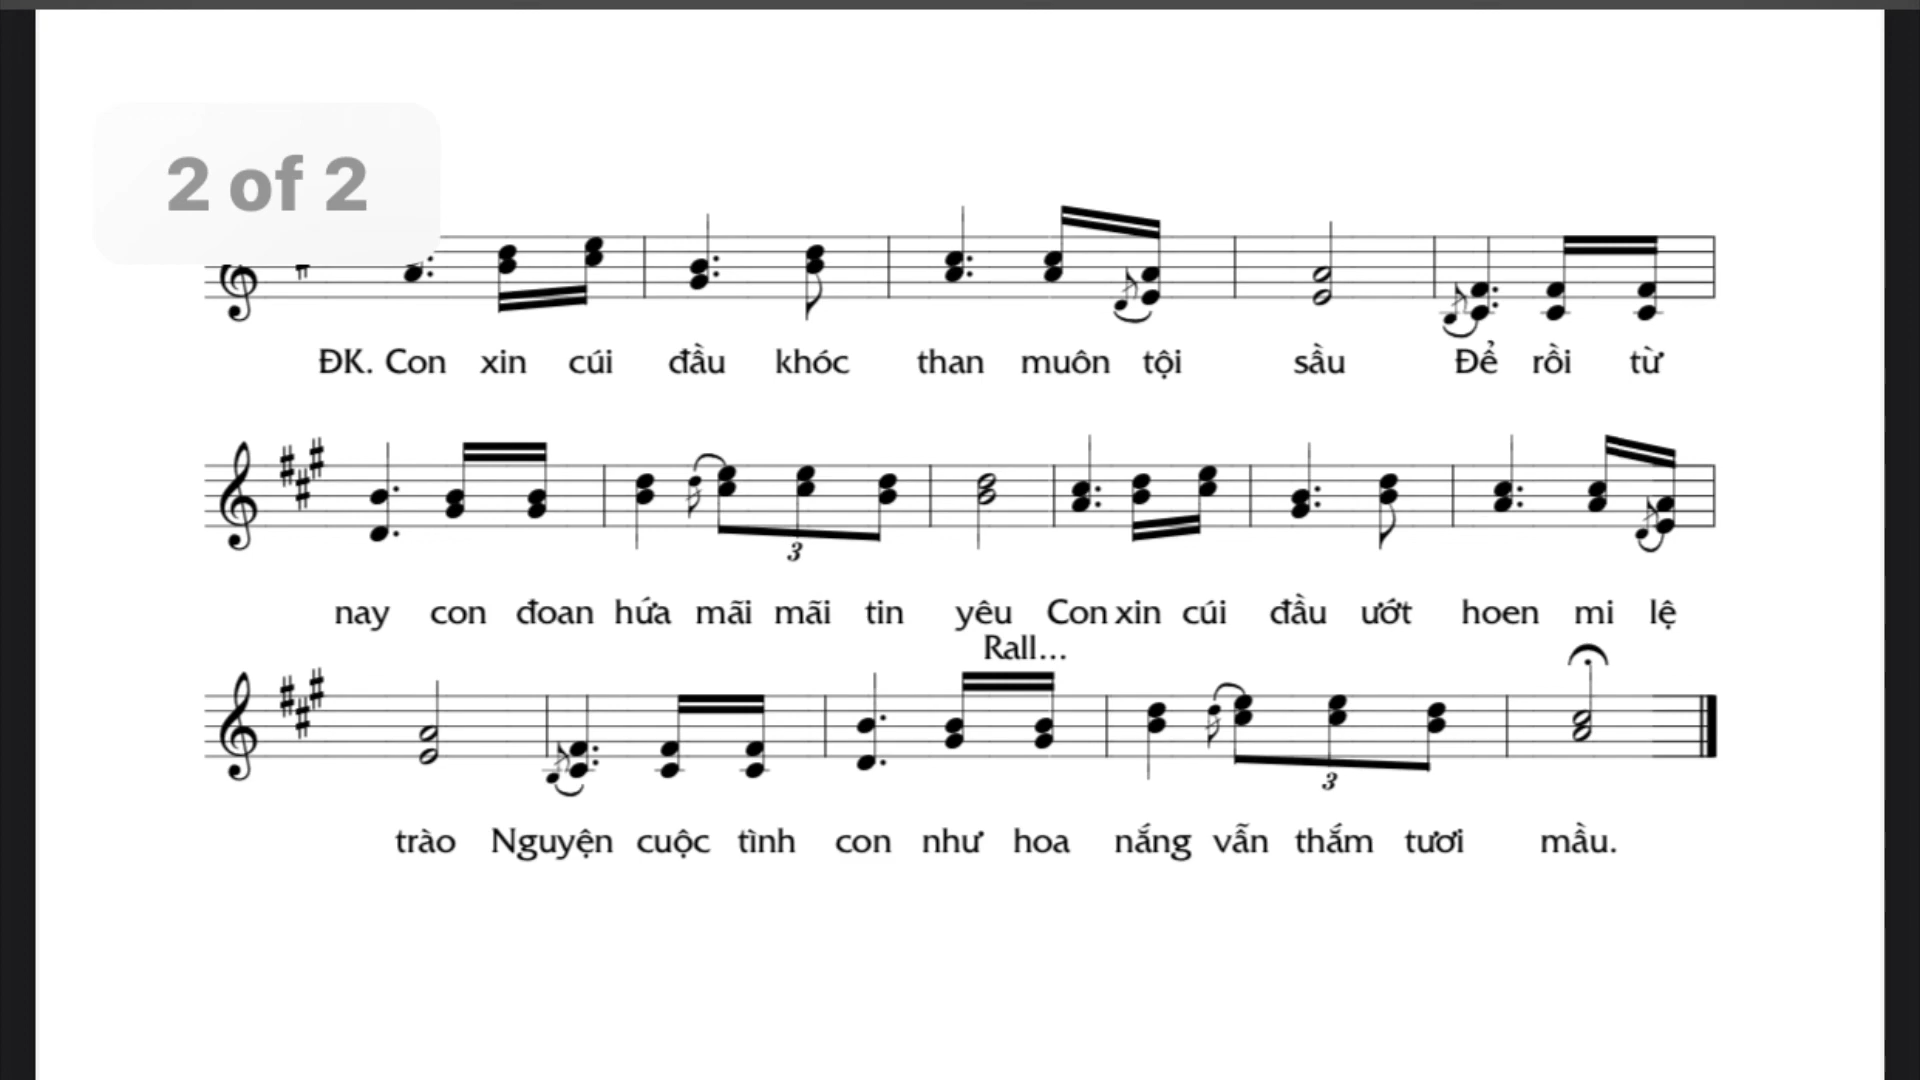 2 of 2
ĐK. Con xin cúi đầu khóc than muôn tội sầu Để rồi từ
3
nay con đoan hứa mãi mãi tin yêu Con xin cúi đầu ướt hoen mi lệ
Rall...
3
trào Nguyện cuộc tình con như hoa nắng vẫn thắm tươi mầu.